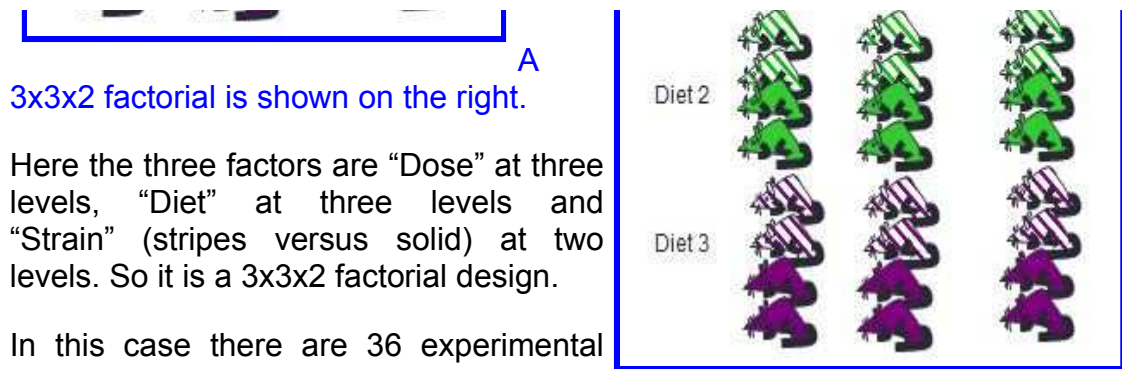 A
3x3x2 factorial is shown on the right.
Here the three factors are “Dose” at three
levels, “Diet” at three levels and
“Strain” (stripes versus solid) at two
levels. So it is a 3x3x2 factorial design.
In this case there are 36 experimental
Diet 2
Diet 3